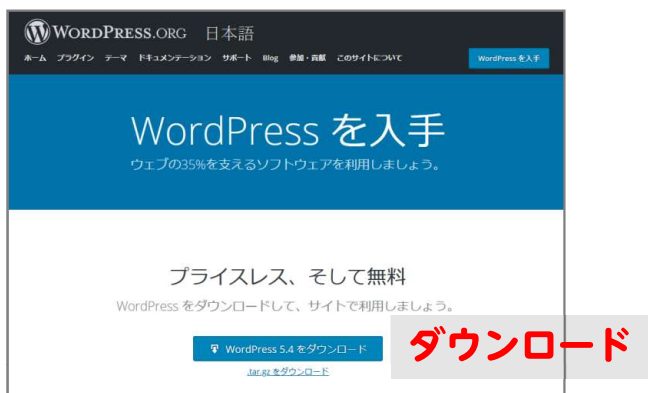 WORDPRESS.ORG 日本語
ホーム プラグイン テーマ ドキュメンテーション サポート Blog 参加・貢献 このサイトについて WordPress を入手
WordPress を入手
ウェブの35%を支えるソフトウェアを利用しましょう。
プライスレス、そして無料
WordPress をダウンロードして、サイトで利用しましょう。
WordPress 5.4 をダウンロード
.tar.gz をダウンロード
ダウンロード